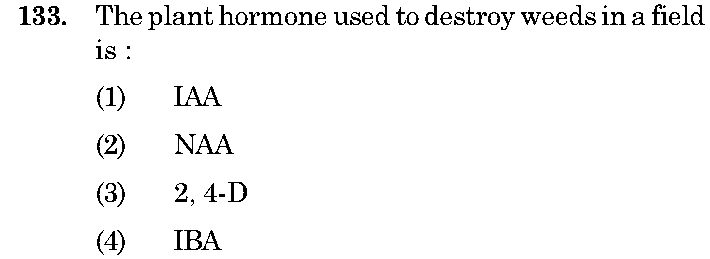 133. The plant hormone used to destroy weeds in a field
is :
(1) IAA
(2) NAA
(3) 2, 4-D
(4) IBA